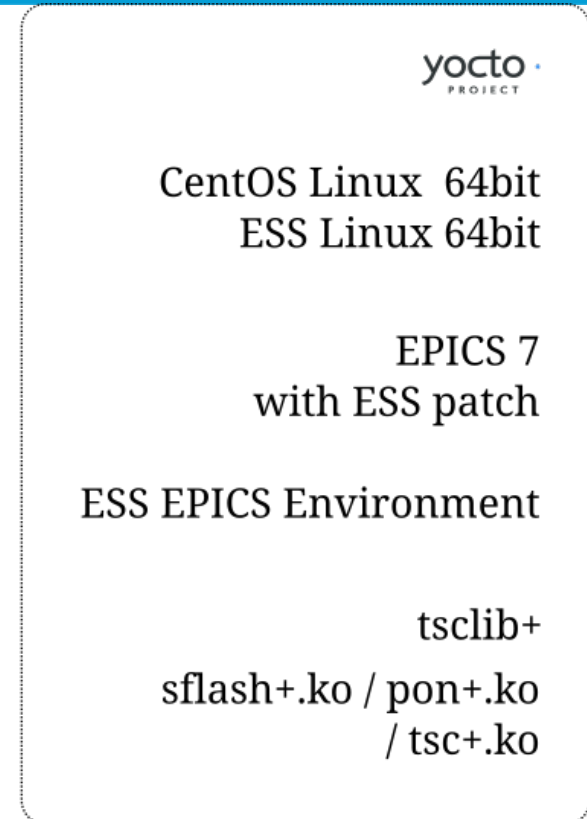 yocto
PROJECT
CentOS Linux  64bit
ESS Linux 64bit
EPICS 7
with ESS patch
ESS EPICS Environment
tsclib+
sflash+.ko / pon+.ko
/ tsc+.ko